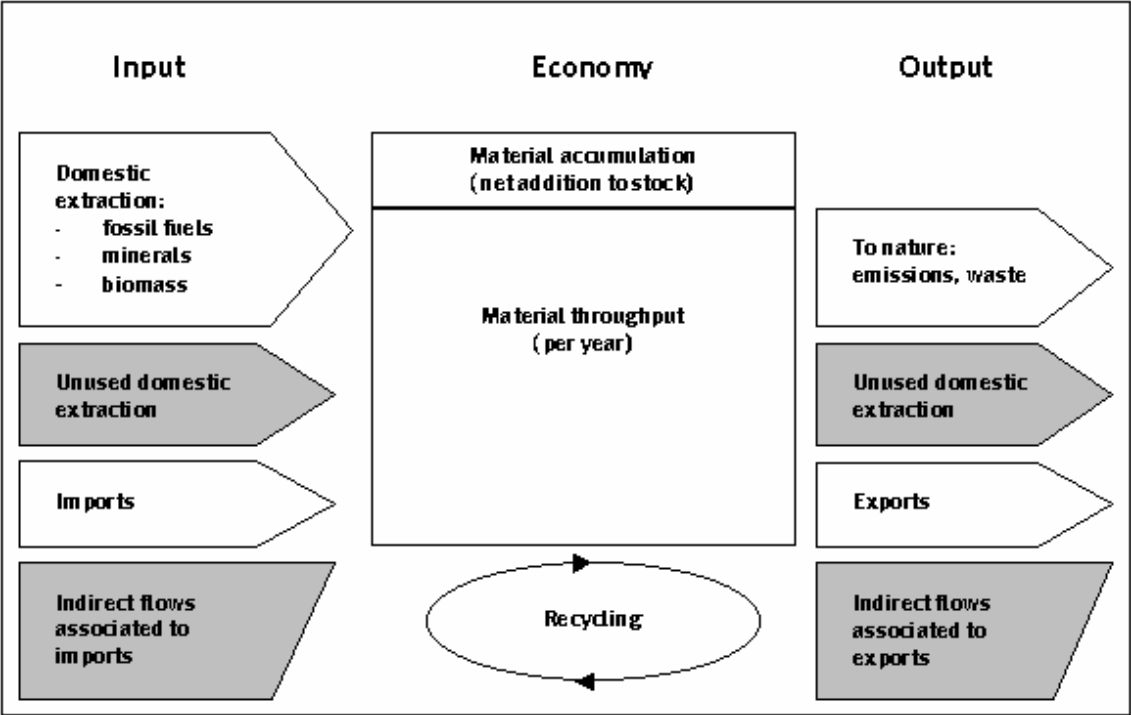 Input
Economy
Output
Domestic
extraction:
- fossil fuels
- minerals
- biomass
Unused domestic
extraction
Imports
Indirect flows
associated to
imports
Material accumulation
(net addition to stock)
Material throughput
(per year)
Recycling
To nature:
emissions, waste
Unused domestic
extraction
Exports
Indirect flows
associated to
exports